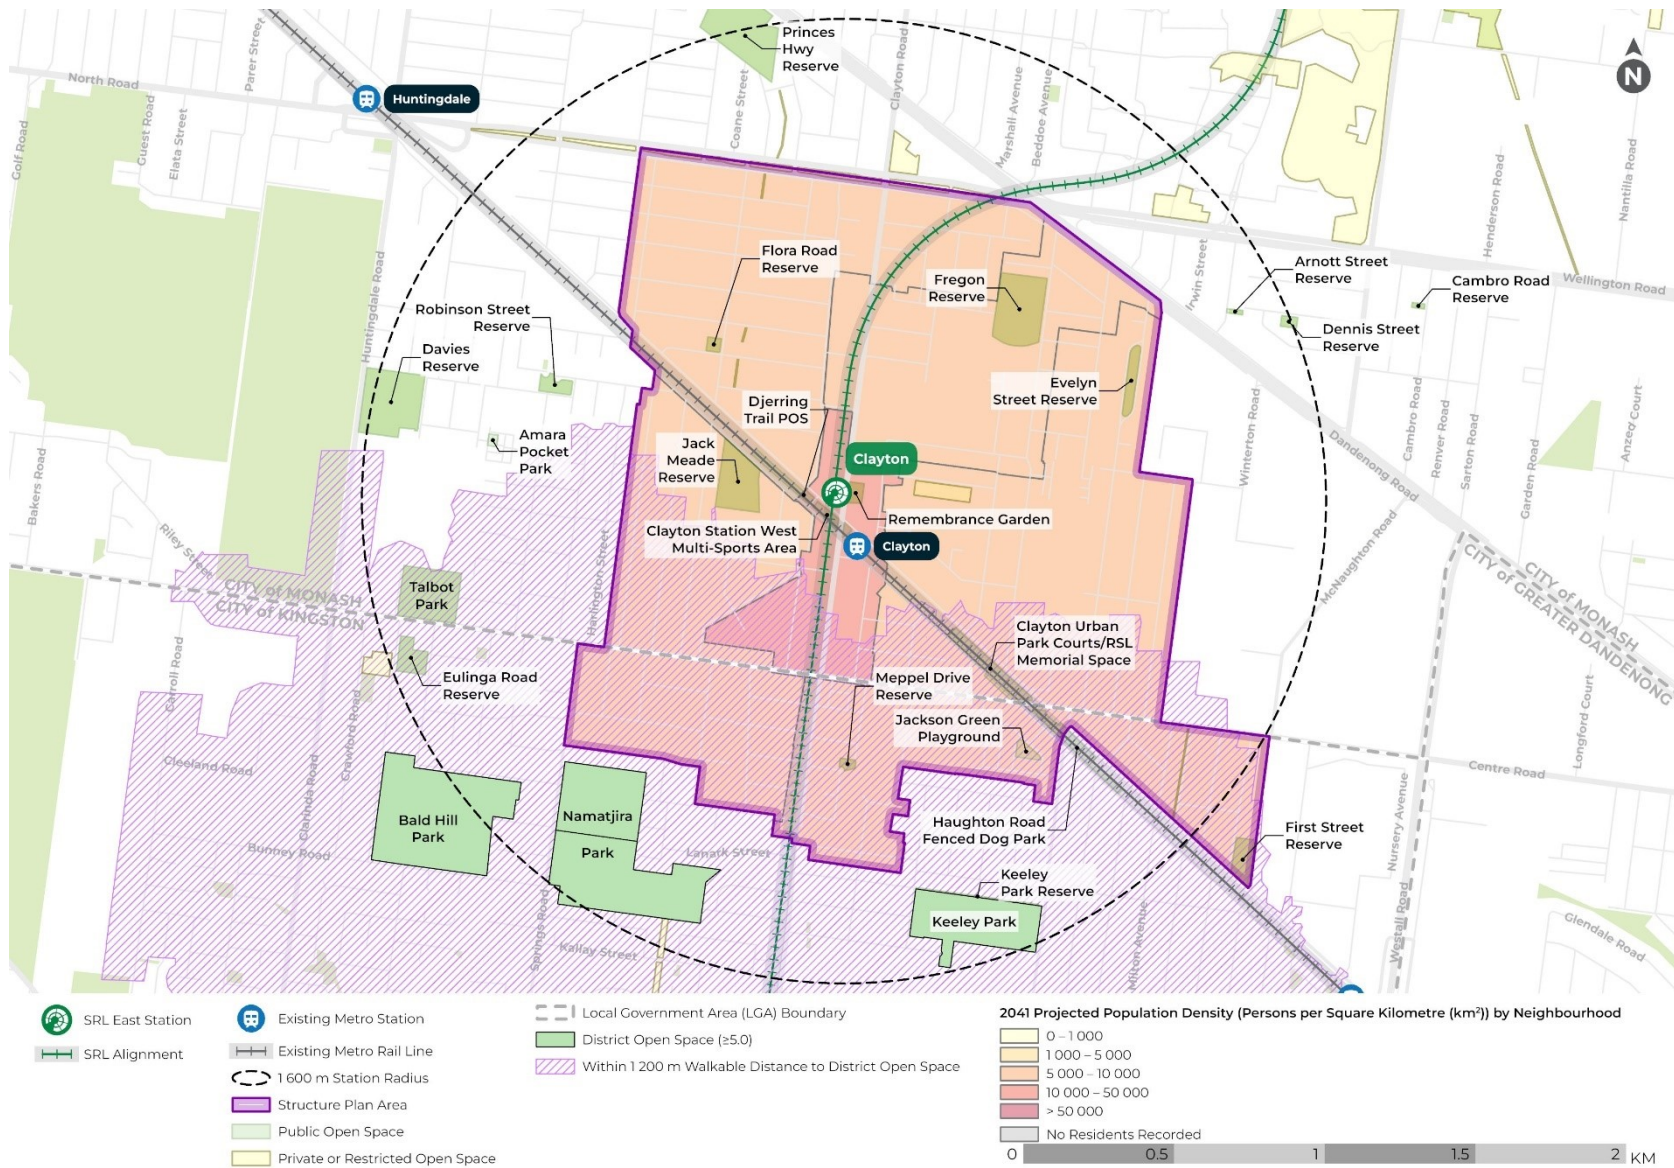 Princes
Hwy
Reserve
N
Parer Street
North Road
Huntingdale
Golf Road
Guest Road
Elata Street
Coane Street
Clayton Road
Marshall Avenue
Beddoe Avenue
Henderson Road
Nantilla Road
Flora Road
Reserve
Fregon
Reserve
Irwin Street
Arnott Street
Reserve
Cambro Road
Reserve
Wellington Road
Dennis Street
Reserve
Huntingdale Road
Robinson Street
Reserve
Davies
Reserve
Evelyn
Street Reserve
Djerring
Trail POS
Amara
Pocket
Park
Jack
Meade
Reserve
Clayton
Winterton Road
Dandenong Road
Cambro Road
Renver Road
Sarton Road
Garden Road
Anzed Court
Bakers Road
Riley Street
Remembrance Garden
Clayton Station West
Multi-Sports Area
Clayton
McNaughton Road
CITY of MONASH
CITY of GREATER DANDENONG
CITY of MONASH
CITY of KINGSTON
Talbot
Park
Harlington Street
Clayton Urban
Park Courts/RSL
Memorial Space
Carroll Road
Eulinga Road
Reserve
Meppel Drive
Reserve
Jackson Green
Playground
Longford Court
Crawford Road
Cleeland Road
Clarinda Road
Centre Road
Bald Hill
Park
Namatjira
Park
Haughton Road
Fenced Dog Park
First Street
Reserve
Nursery Avenue
Bunney Road
Lanark Street
Keeley
Park Reserve
Keeley Park
Springs Road
Kallay Street
Milton Avenue
Westall Road
Glendale Road
SRL East Station
SRL Alignment
Existing Metro Station
Existing Metro Rail Line
1 600 m Station Radius
Structure Plan Area
Public Open Space
Private or Restricted Open Space
Local Government Area (LGA) Boundary
District Open Space (≥5.0)
Within 1 200 m Walkable Distance to District Open Space
2041 Projected Population Density (Persons per Square Kilometre (km²)) by Neighbourhood
0 – 1 000
1 000 – 5 000
5 000 – 10 000
10 000 – 50 000
> 50 000
No Residents Recorded
0 0.5 1 1.5 2 KM